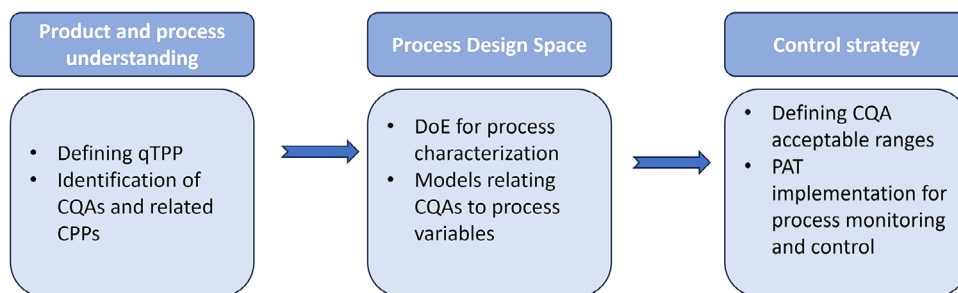 Product and process
understanding
• Defining qTPP
• Identification of
CQAs and related
CPPs
Process Design Space
• DoE for process
characterization
• Models relating
CQAs to process
variables
Control strategy
• Defining CQA
acceptable ranges
• PAT
implementation for
process monitoring
and control